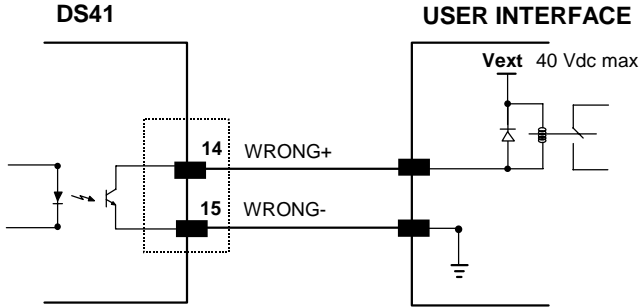 DS41
USER INTERFACE
Vext 40 Vdc max
14 WRONG+
15 WRONG-